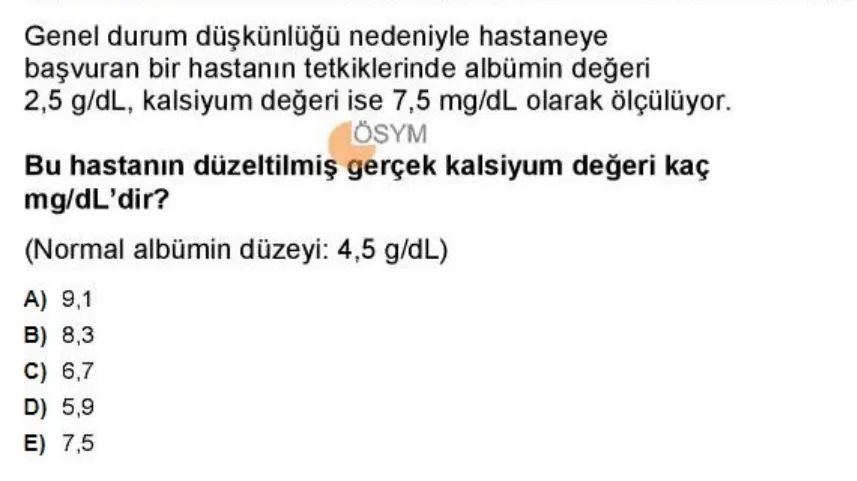 Genel durum düşkünlüğü nedeniyle hastaneye
başvuran bir hastanın tetkiklerinde albümin değeri
2,5 g/dL, kalsiyum değeri ise 7,5 mg/dL olarak ölçülüyor.
ÖSYM
Bu hastanın düzeltilmiş gerçek kalsiyum değeri kaç
mg/dL’dir?
(Normal albümin düzeyi: 4,5 g/dL)
A) 9,1
B) 8,3
C) 6,7
D) 5,9
E) 7,5